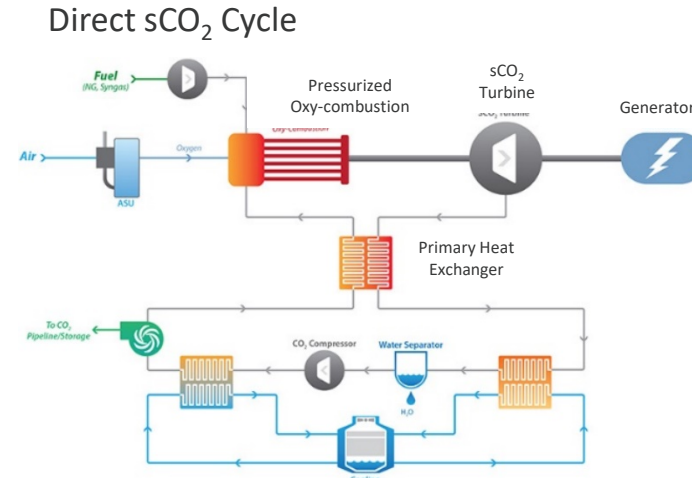 Direct sCO₂ Cycle
Fuel
(NG, Syngas)
Pressurized
Oxy-combustion
sCO₂
Turbine
Generator
Air
Oxygen
ASU
Primary Heat
Exchanger
To CO₂
Pipeline/Storage
CO₂ Compressor
Water Separator
H₂O